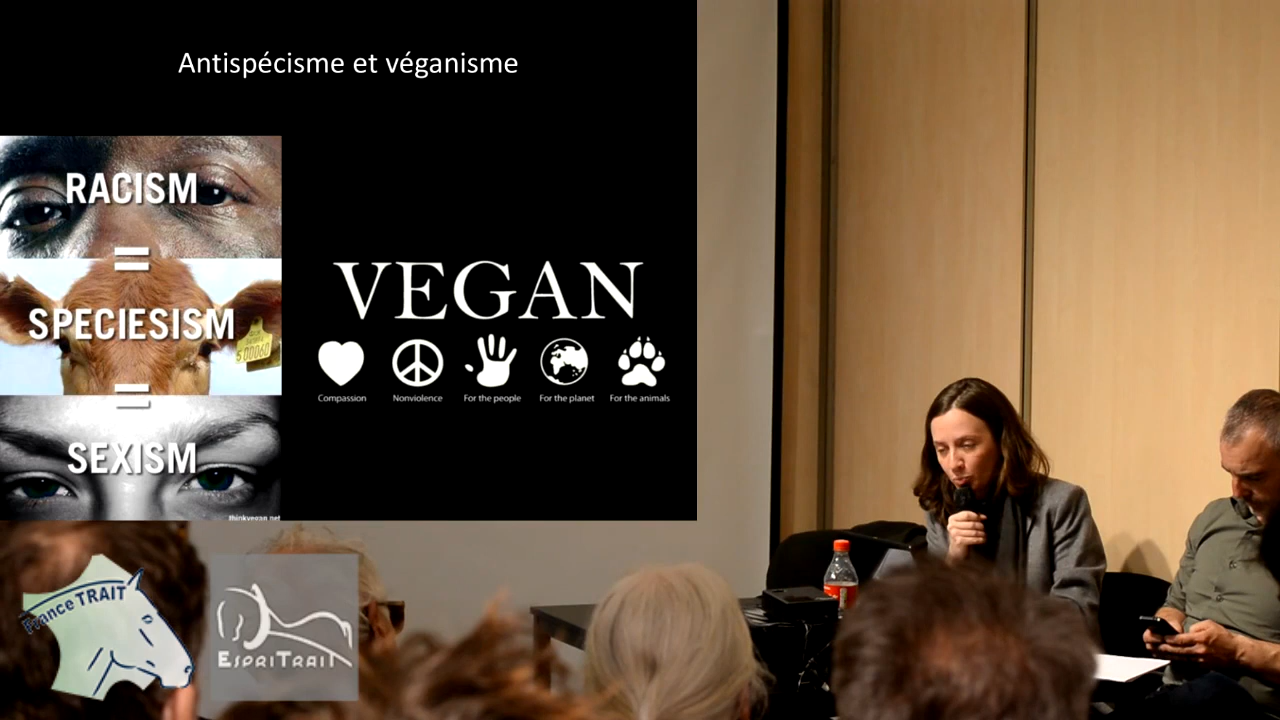 Antispécisme et véganisme
RACISM
=
SPECIESISM
=
SEXISM
thinkvegan.net
VEGAN
Compassion
Nonviolence
For the people
For the planet
For the animals
France TRAIT
ESPRITRAIT